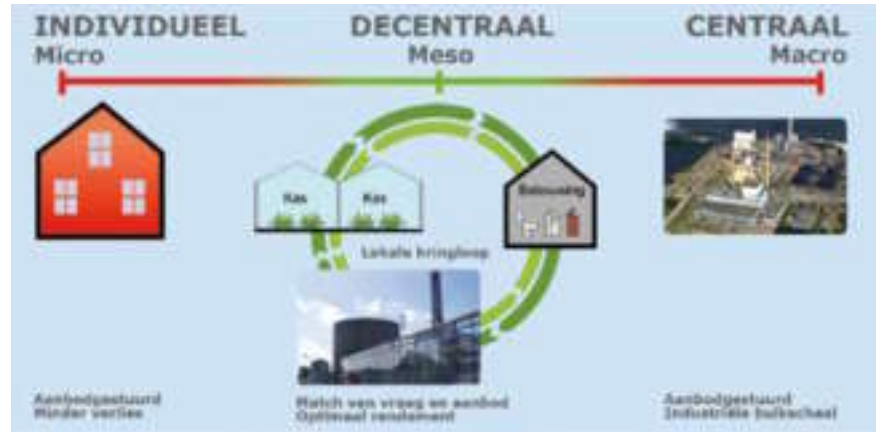 INDIVIDUEEL
Micro
DECENTRAAL
Meso
CENTRAAL
Macro
Kas
Kas
Behuizing
Lokale kringloop
Aanbodgestuurd
Minder verlies
Match van vraag en aanbod
Optimaal rendement
Aanbodgestuurd
Industriële bulkschaal